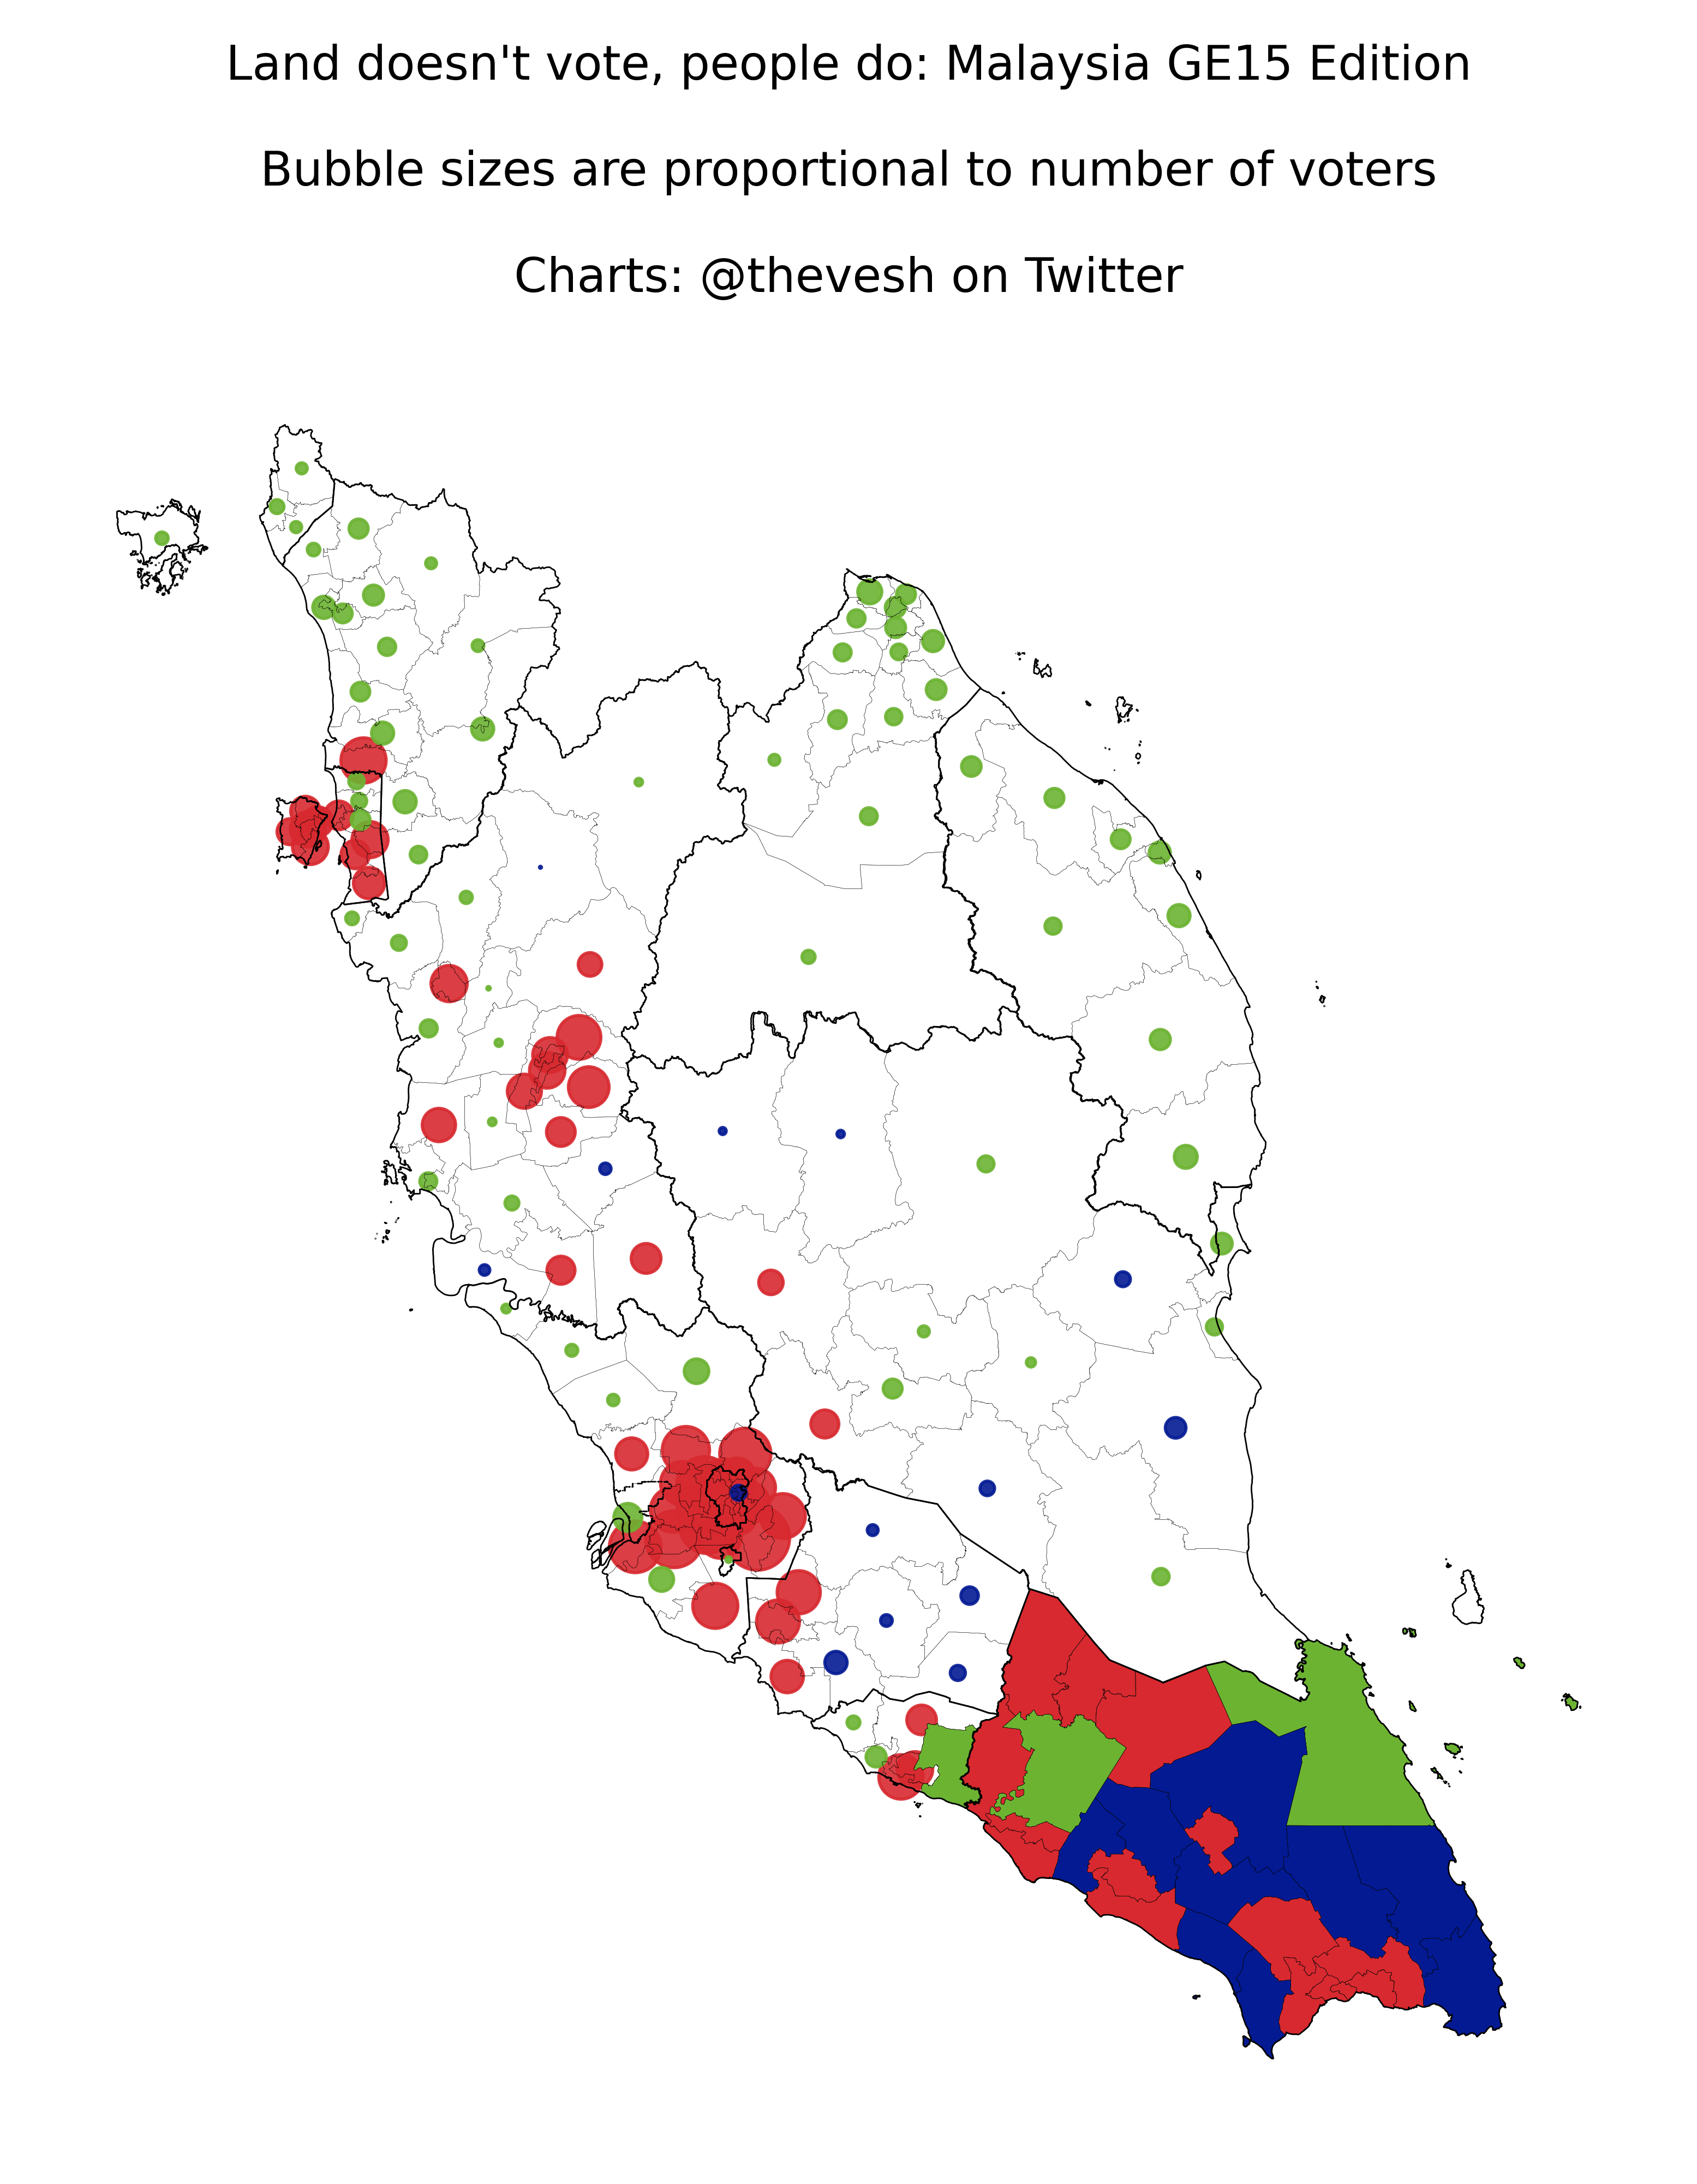 Land doesn't vote, people do: Malaysia GE15 Edition
Bubble sizes are proportional to number of voters
Charts: @thevesh on Twitter